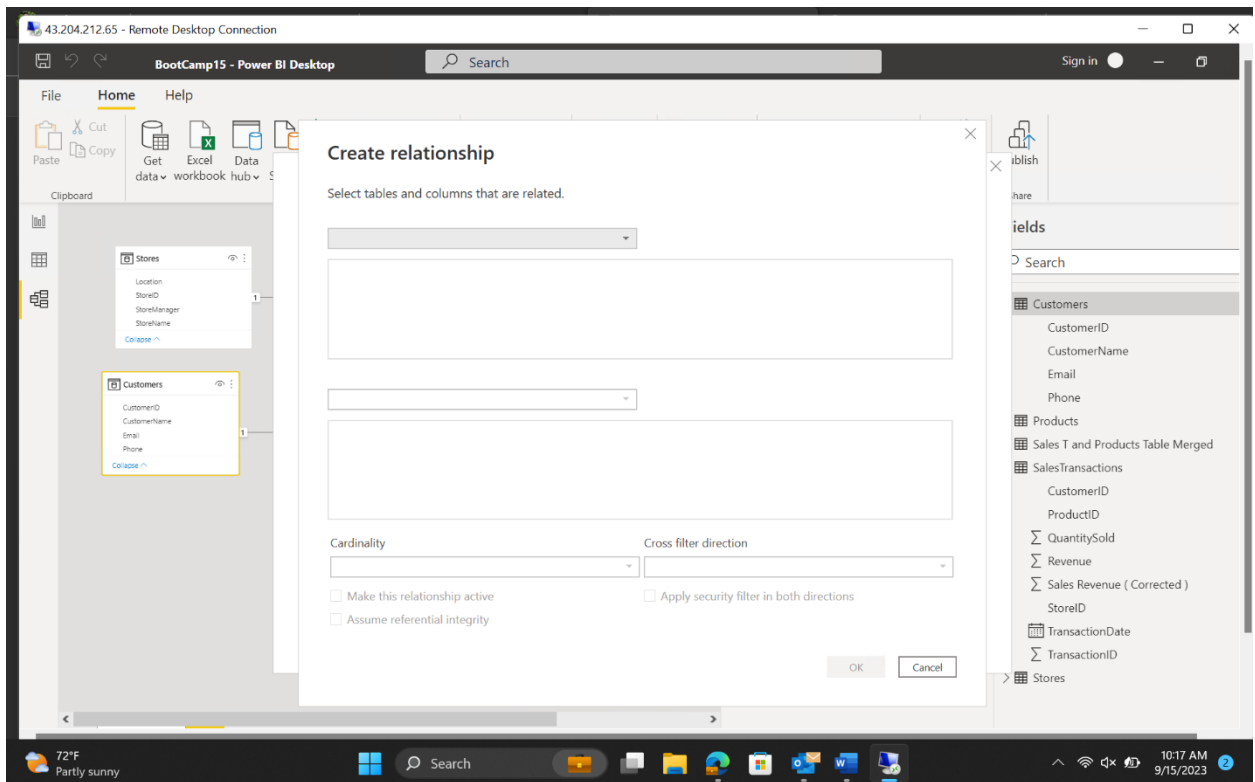 43.204.212.65 - Remote Desktop Connection
BootCamp15 - Power BI Desktop
Search
Sign in
File Home Help
Paste
Cut
Copy
Get data
Excel workbook
Data hub
Clipboard
Create relationship
Select tables and columns that are related.
Cardinality
Cross filter direction
Make this relationship active
Apply security filter in both directions
Assume referential integrity
OK
Cancel
Stores
Location
StoreID
StoreManager
StoreName
Collapse
1
Customers
CustomerID
CustomerName
Email
Phone
Collapse
1
ublish
hare
ields
Search
Customers
CustomerID
CustomerName
Email
Phone
Products
Sales T and Products Table Merged
SalesTransactions
CustomerID
ProductID
QuantitySold
Revenue
Sales Revenue ( Corrected )
StoreID
TransactionDate
TransactionID
Stores
72°F
Partly sunny
Search
10:17 AM
9/15/2023
2